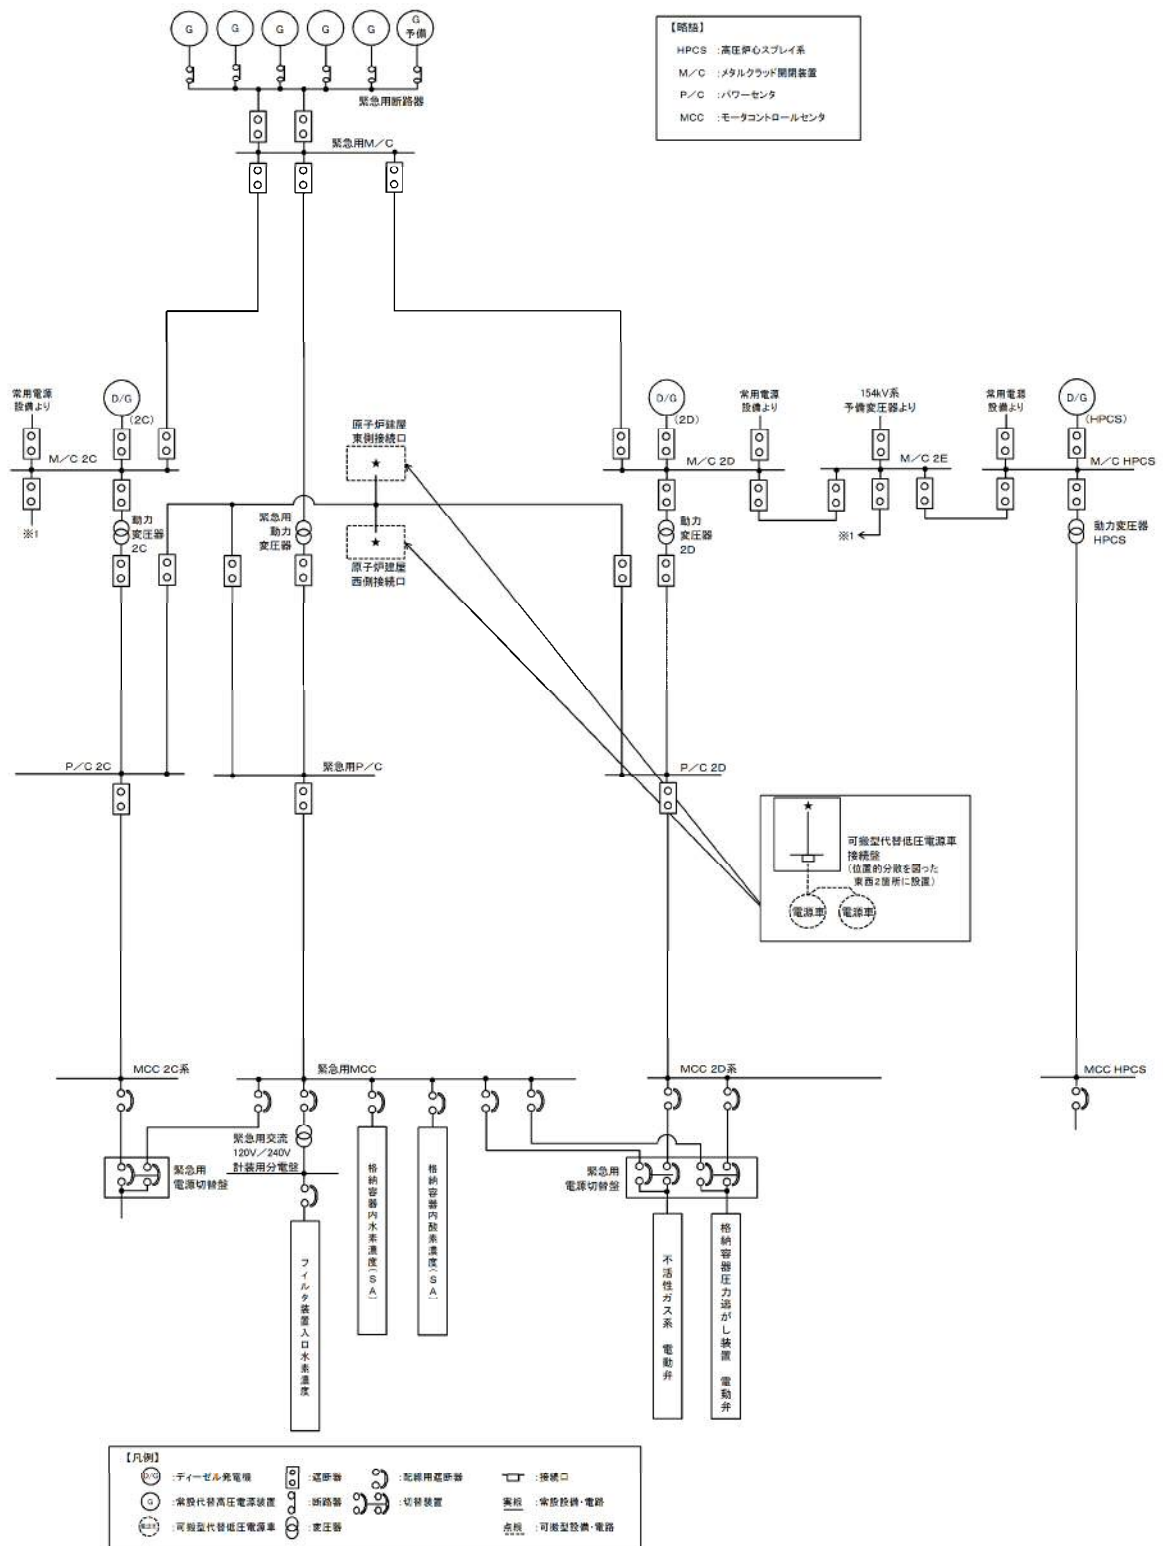 G
G
G
G
G
G
予備
緊急用断路器
緊急用M／C
【略語】
HPCS ：高圧炉心スプレイ系
M／C ：メタルクラッド開閉装置
P／C ：パワーセンタ
MCC ：モータコントロールセンタ
常用電源
設備より
D/G
(2C)
M／C 2C
※1
動力
変圧器
2C
緊急用
動力
変圧器
原子炉建屋
東側接続口
★
★
原子炉建屋
西側接続口
D/G
(2D)
M／C 2D
動力
変圧器
2D
常用電源
設備より
154kV系
予備変圧器より
M／C 2E
※1
常用電源
設備より
D/G
(HPCS)
M／C HPCS
動力変圧器
HPCS
P／C 2C
緊急用P／C
P／C 2D
★
可搬型代替低圧電源車
接続盤
(位置的分散を図った
東西2箇所に設置)
電源車
電源車
MCC 2C系
緊急用MCC
MCC 2D系
MCC HPCS
緊急用
電源切替盤
緊急用交流
120V／240V
計装用分電盤
緊急用
電源切替盤
フィルタ装置入口水素濃度
格納容器内水素濃度(SA)
格納容器内酸素濃度(SA)
不活性ガス系 電動弁
格納容器圧力逃がし装置 電動弁
【凡例】
D/G ：ディーゼル発電機
：遮断器
：配線用遮断器
：接続口
G ：常設代替高圧電源装置
：断路器
：切替装置
実線 ：常設設備・電路
電源車 ：可搬型代替低圧電源車
：変圧器
点線 ：可搬型設備・電路